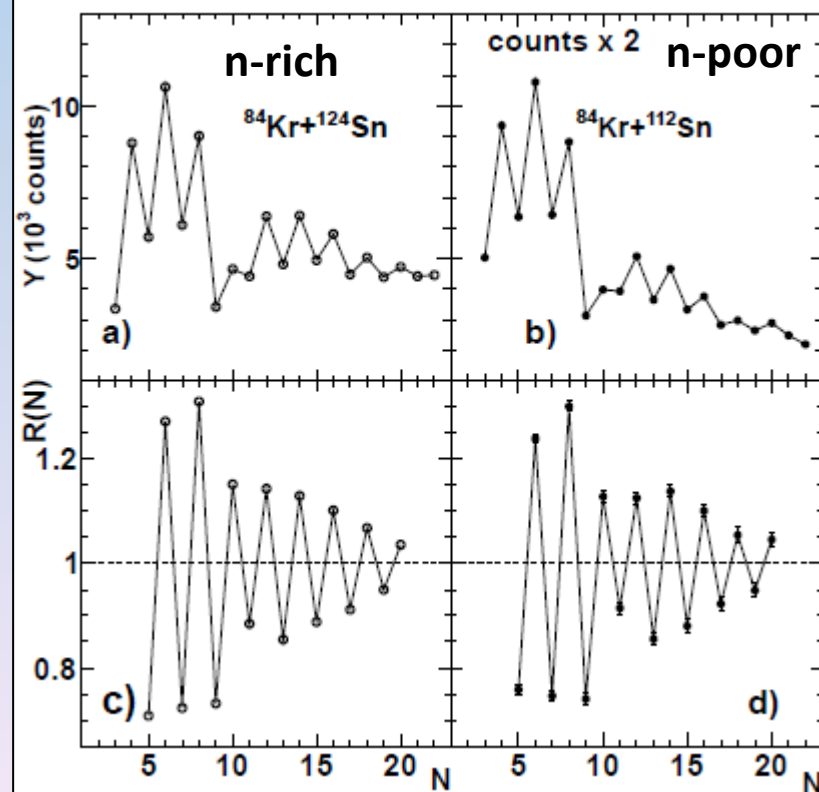 n-rich
⁸⁴Kr+¹²⁴Sn
Y (10³ counts)
10
5
a)
counts x 2 n-poor
⁸⁴Kr+¹¹²Sn
b)
R(N)
1.2
1
0.8
c)
5 10 15 20 N
d)
5 10 15 20 N